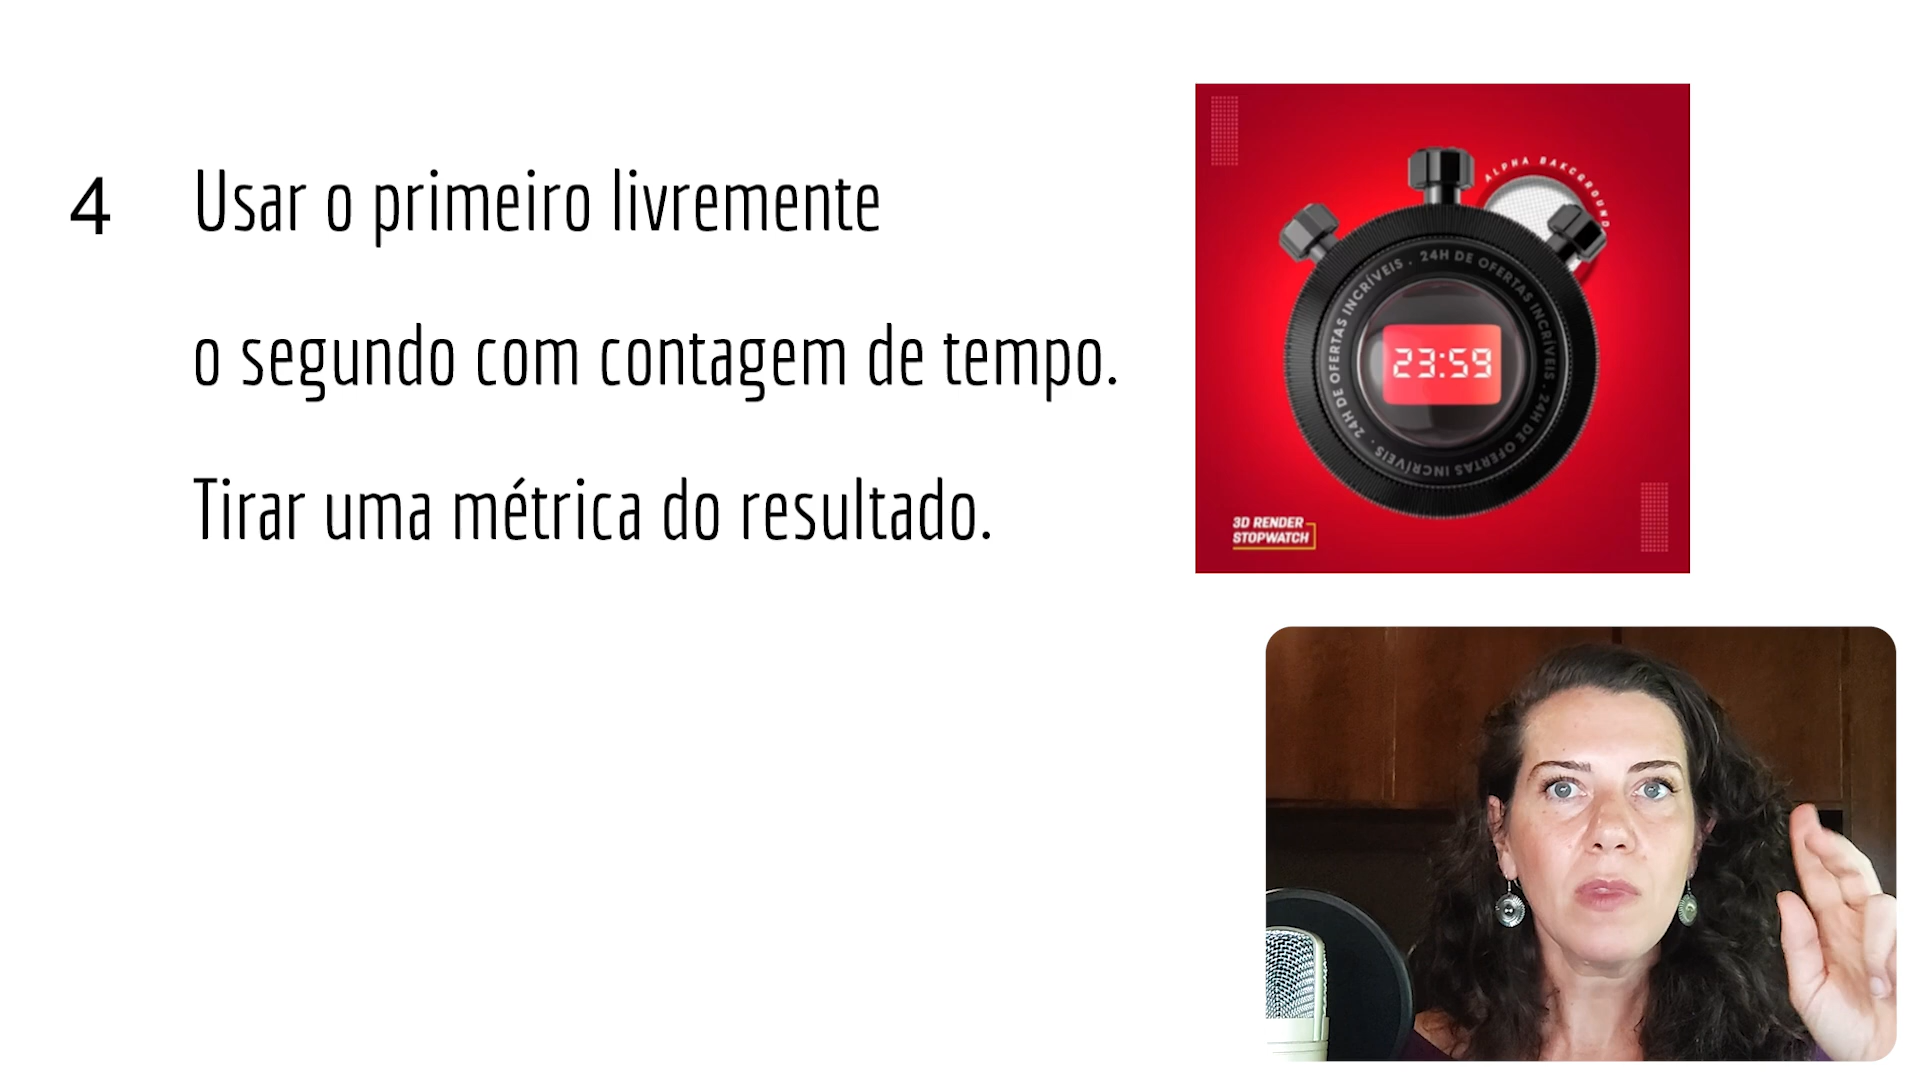 4 Usar o primeiro livremente
o segundo com contagem de tempo.
Tirar uma métrica do resultado.
ALPHA BAKCGROUND
24H DE OFERTAS INCRÍVEIS . 24H DE OFERTAS INCRÍVEIS . 24H DE OFERTAS INCRÍVEIS .
23:59
3D RENDER
STOPWATCH